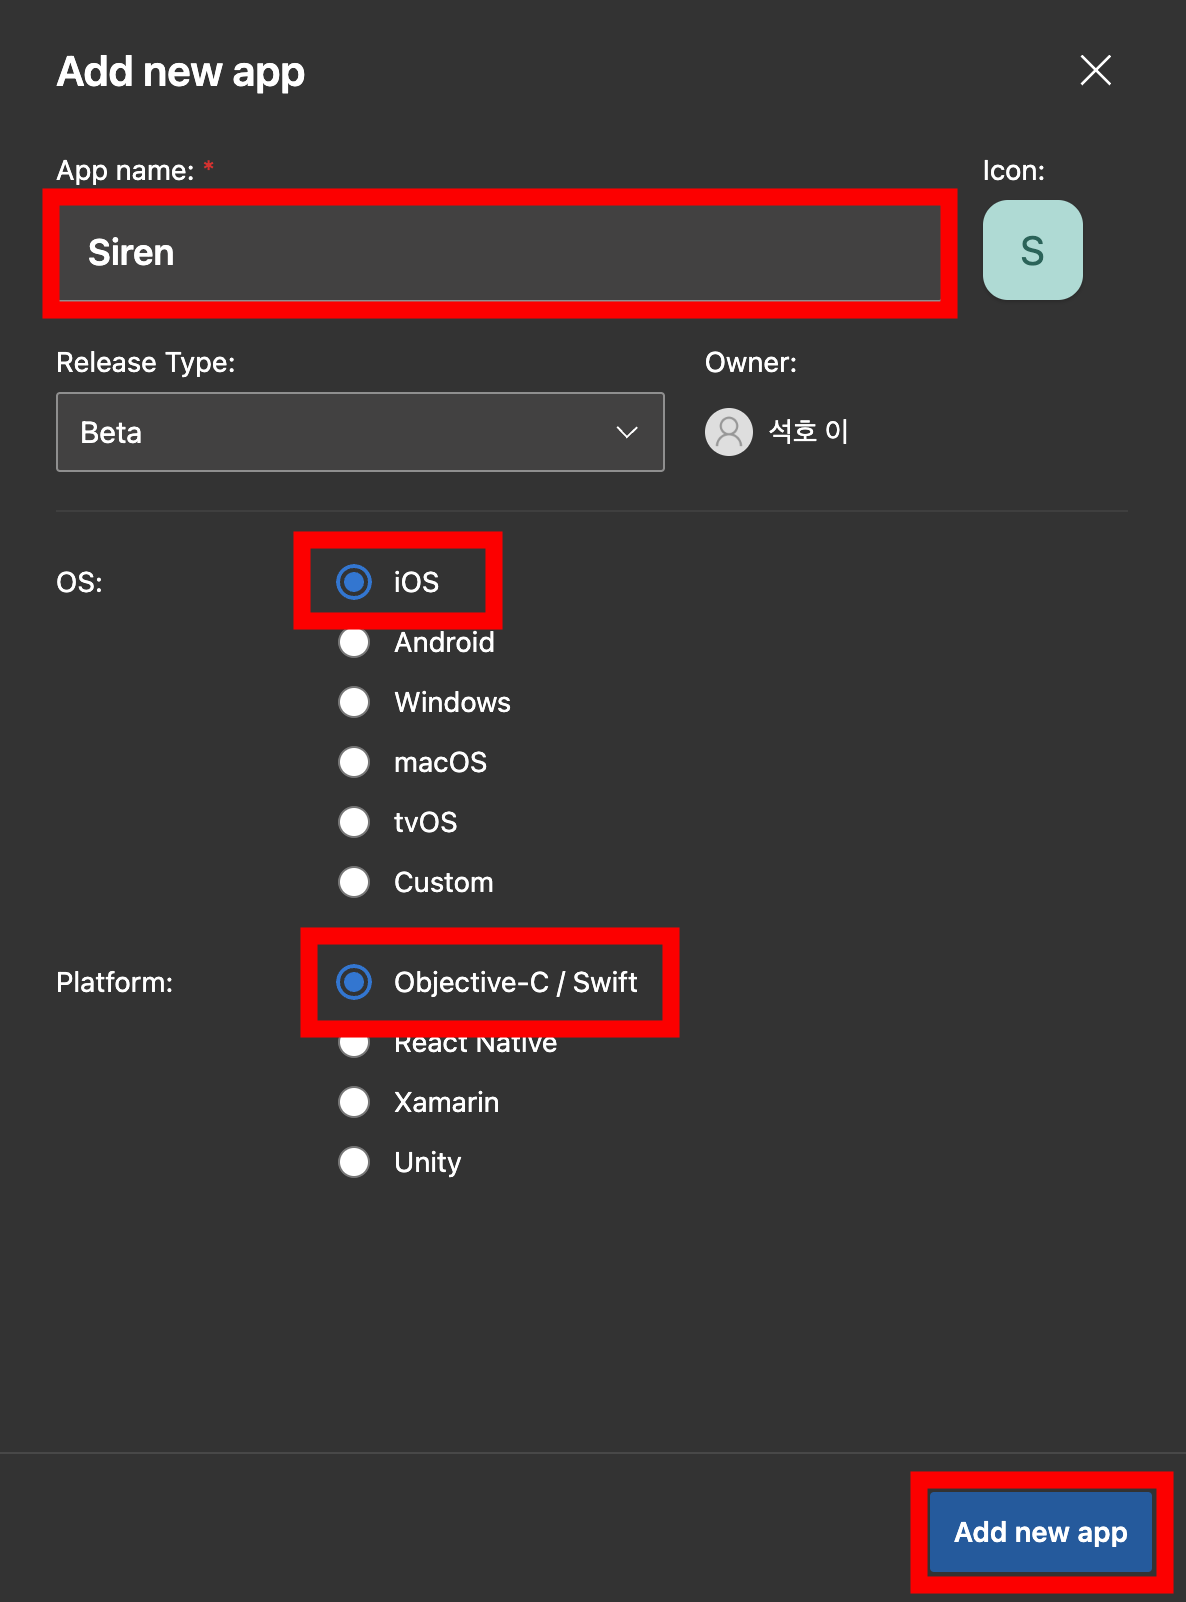 Add new app
App name: *
Icon:
Siren
S
Release Type:
Owner:
Beta
석호 이
OS:
iOS
Android
Windows
macOS
tvOS
Custom
Platform:
Objective-C / Swift
React Native
Xamarin
Unity
Add new app